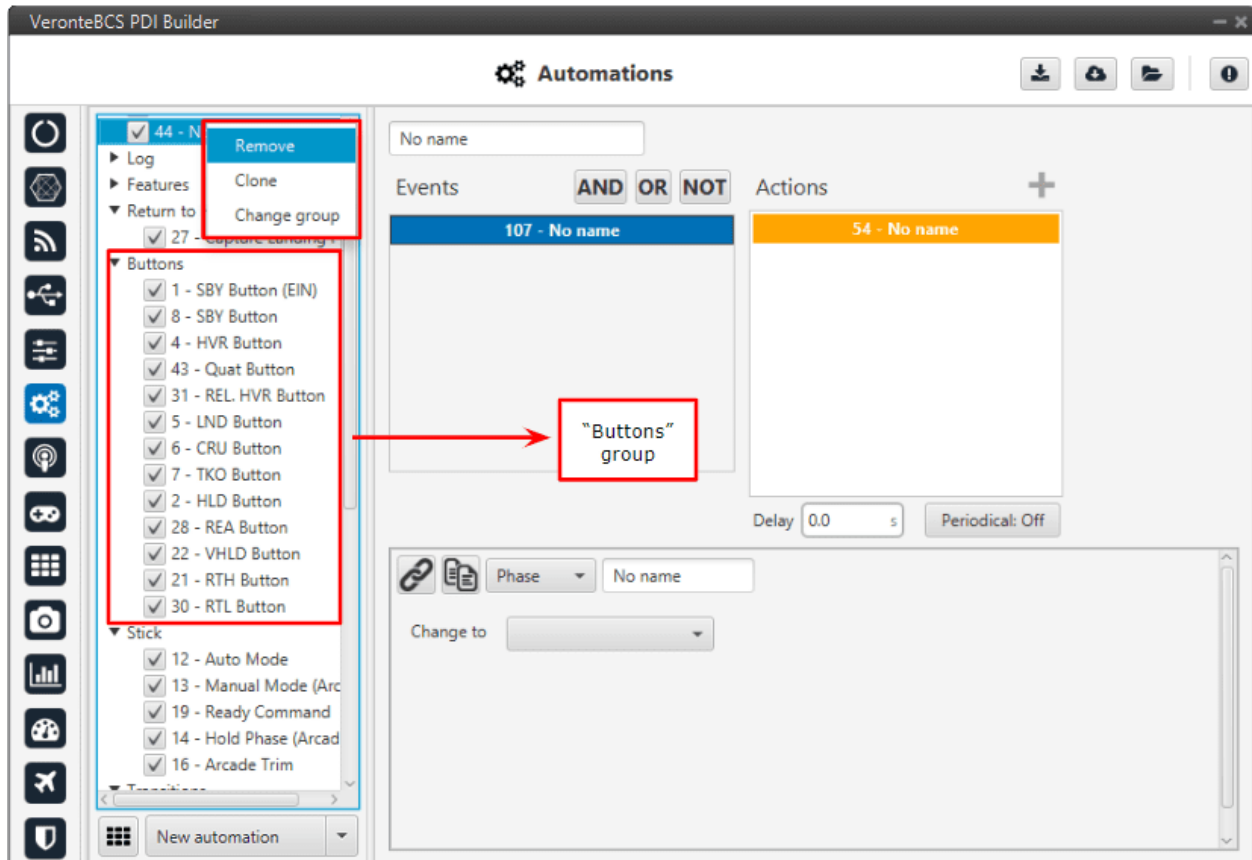 VeronteBCS PDI Builder
Automations
44 - N
Remove
Clone
Change group
Log
Features
Return to
27 - Capture Landing
Buttons
1 - SBY Button (EIN)
8 - SBY Button
4 - HVR Button
43 - Quat Button
31 - REL. HVR Button
5 - LND Button
6 - CRU Button
7 - TKO Button
2 - HLD Button
28 - REA Button
22 - VHLD Button
21 - RTH Button
30 - RTL Button
Stick
12 - Auto Mode
13 - Manual Mode (Arc
19 - Ready Command
14 - Hold Phase (Arcad
16 - Arcade Trim
Transitions
New automation
No name
Events AND OR NOT Actions
107 - No name
54 - No name
"Buttons"
group
Delay 0.0 s Periodical: Off
Phase No name
Change to